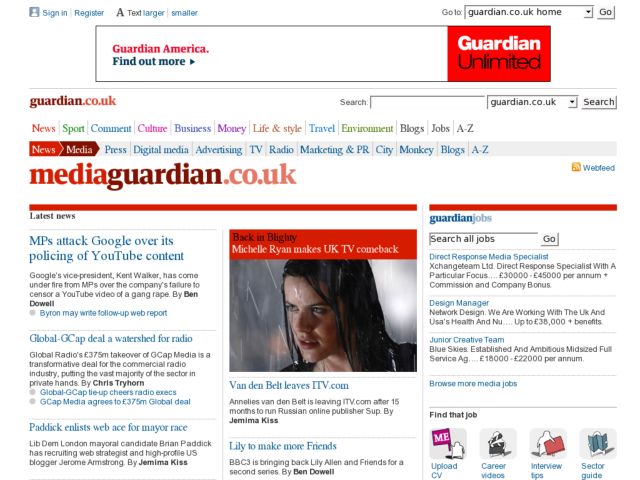 Sign in Register A Text larger smaller Go to: guardian.co.uk home Go
Guardian America.
Find out more
Guardian
Unlimited
guardian.co.uk Search: guardian.co.uk Search
News Sport Comment Culture Business Money Life & style Travel Environment Blogs Jobs A-Z
News Media Press Digital media Advertising TV Radio Marketing & PR City Monkey Blogs A-Z
mediaguardian.co.uk Webfeed
Latest news
MPs attack Google over its
policing of YouTube content
Google's vice-president, Kent Walker, has come
under fire from MPs over the company's failure to
censor a YouTube video of a gang rape. By Ben
Dowell
Byron may write follow-up web report
Global-GCap deal a watershed for radio
Global Radio's £375m takeover of GCap Media is a
transformative deal for the commercial radio
industry, putting the vast majority of the sector in
private hands. By Chris Tryhorn
Global-GCap tie-up cheers radio execs
GCap Media agrees to £375m Global deal
Paddick enlists web ace for mayor race
Lib Dem London mayoral candidate Brian Paddick
has recruiting web strategist and high-profile US
blogger Jerome Armstrong. By Jemima Kiss
Back in Blighty
Michelle Ryan makes UK TV comeback
Van den Belt leaves ITV.com
Annelies van den Belt is leaving ITV.com after 15
months to run Russian online publisher Sup. By
Jemima Kiss
Lily to make more Friends
BBC3 is bringing back Lily Allen and Friends for a
second series. By Ben Dowell
guardianjobs
Search all jobs Go
Direct Response Media Specialist
Xchangeteam Ltd. Direct Response Specialist With A
Particular Focus.... £30000 - £45000 per annum +
Commission and Company Bonus.
Design Manager
Network Design. We Are Working With The Uk And
Usa's Health And Nu.... Up to £38,000 + benefits.
Junior Creative Team
Blue Skies. Established And Ambitious Midsized Full
Service Ag.... £18000 - £22000 per annum.
Browse more media jobs
Find that job
ME
Upload
CV
Career
videos
Interview
tips
Sector
guide